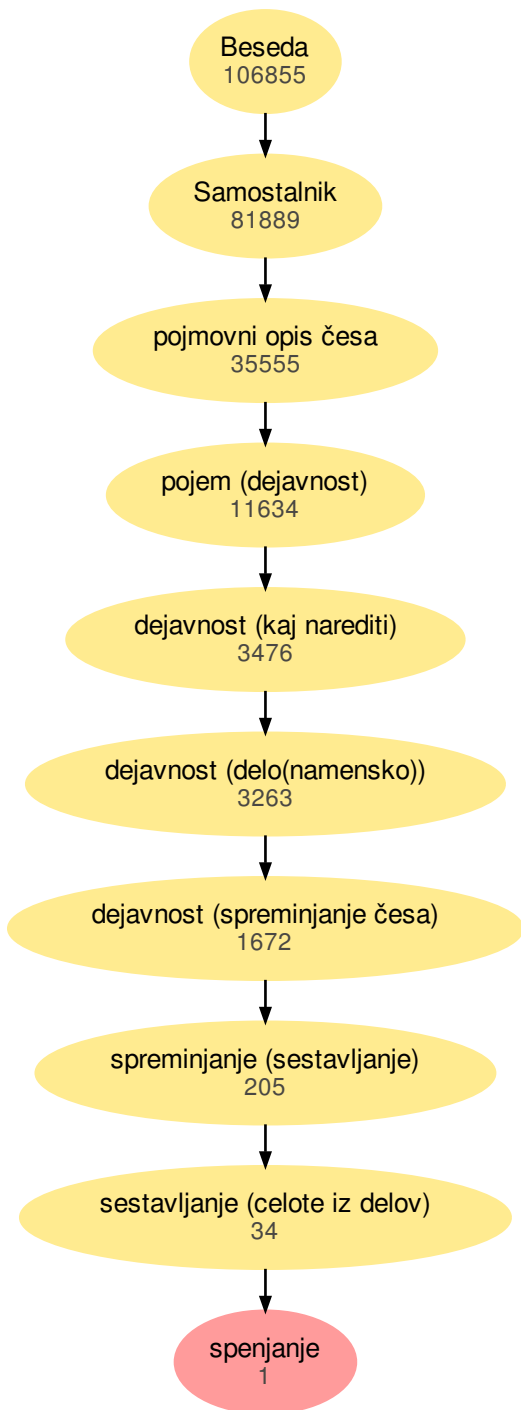 Beseda
106855
Samostalnik
81889
pojmovni opis česa
35555
pojem (dejavnost)
11634
dejavnost (kaj narediti)
3476
dejavnost (delo(namensko))
3263
dejavnost (spreminjanje česa)
1672
spreminjanje (sestavljanje)
205
sestavljanje (celote iz delov)
34
spenjanje
1